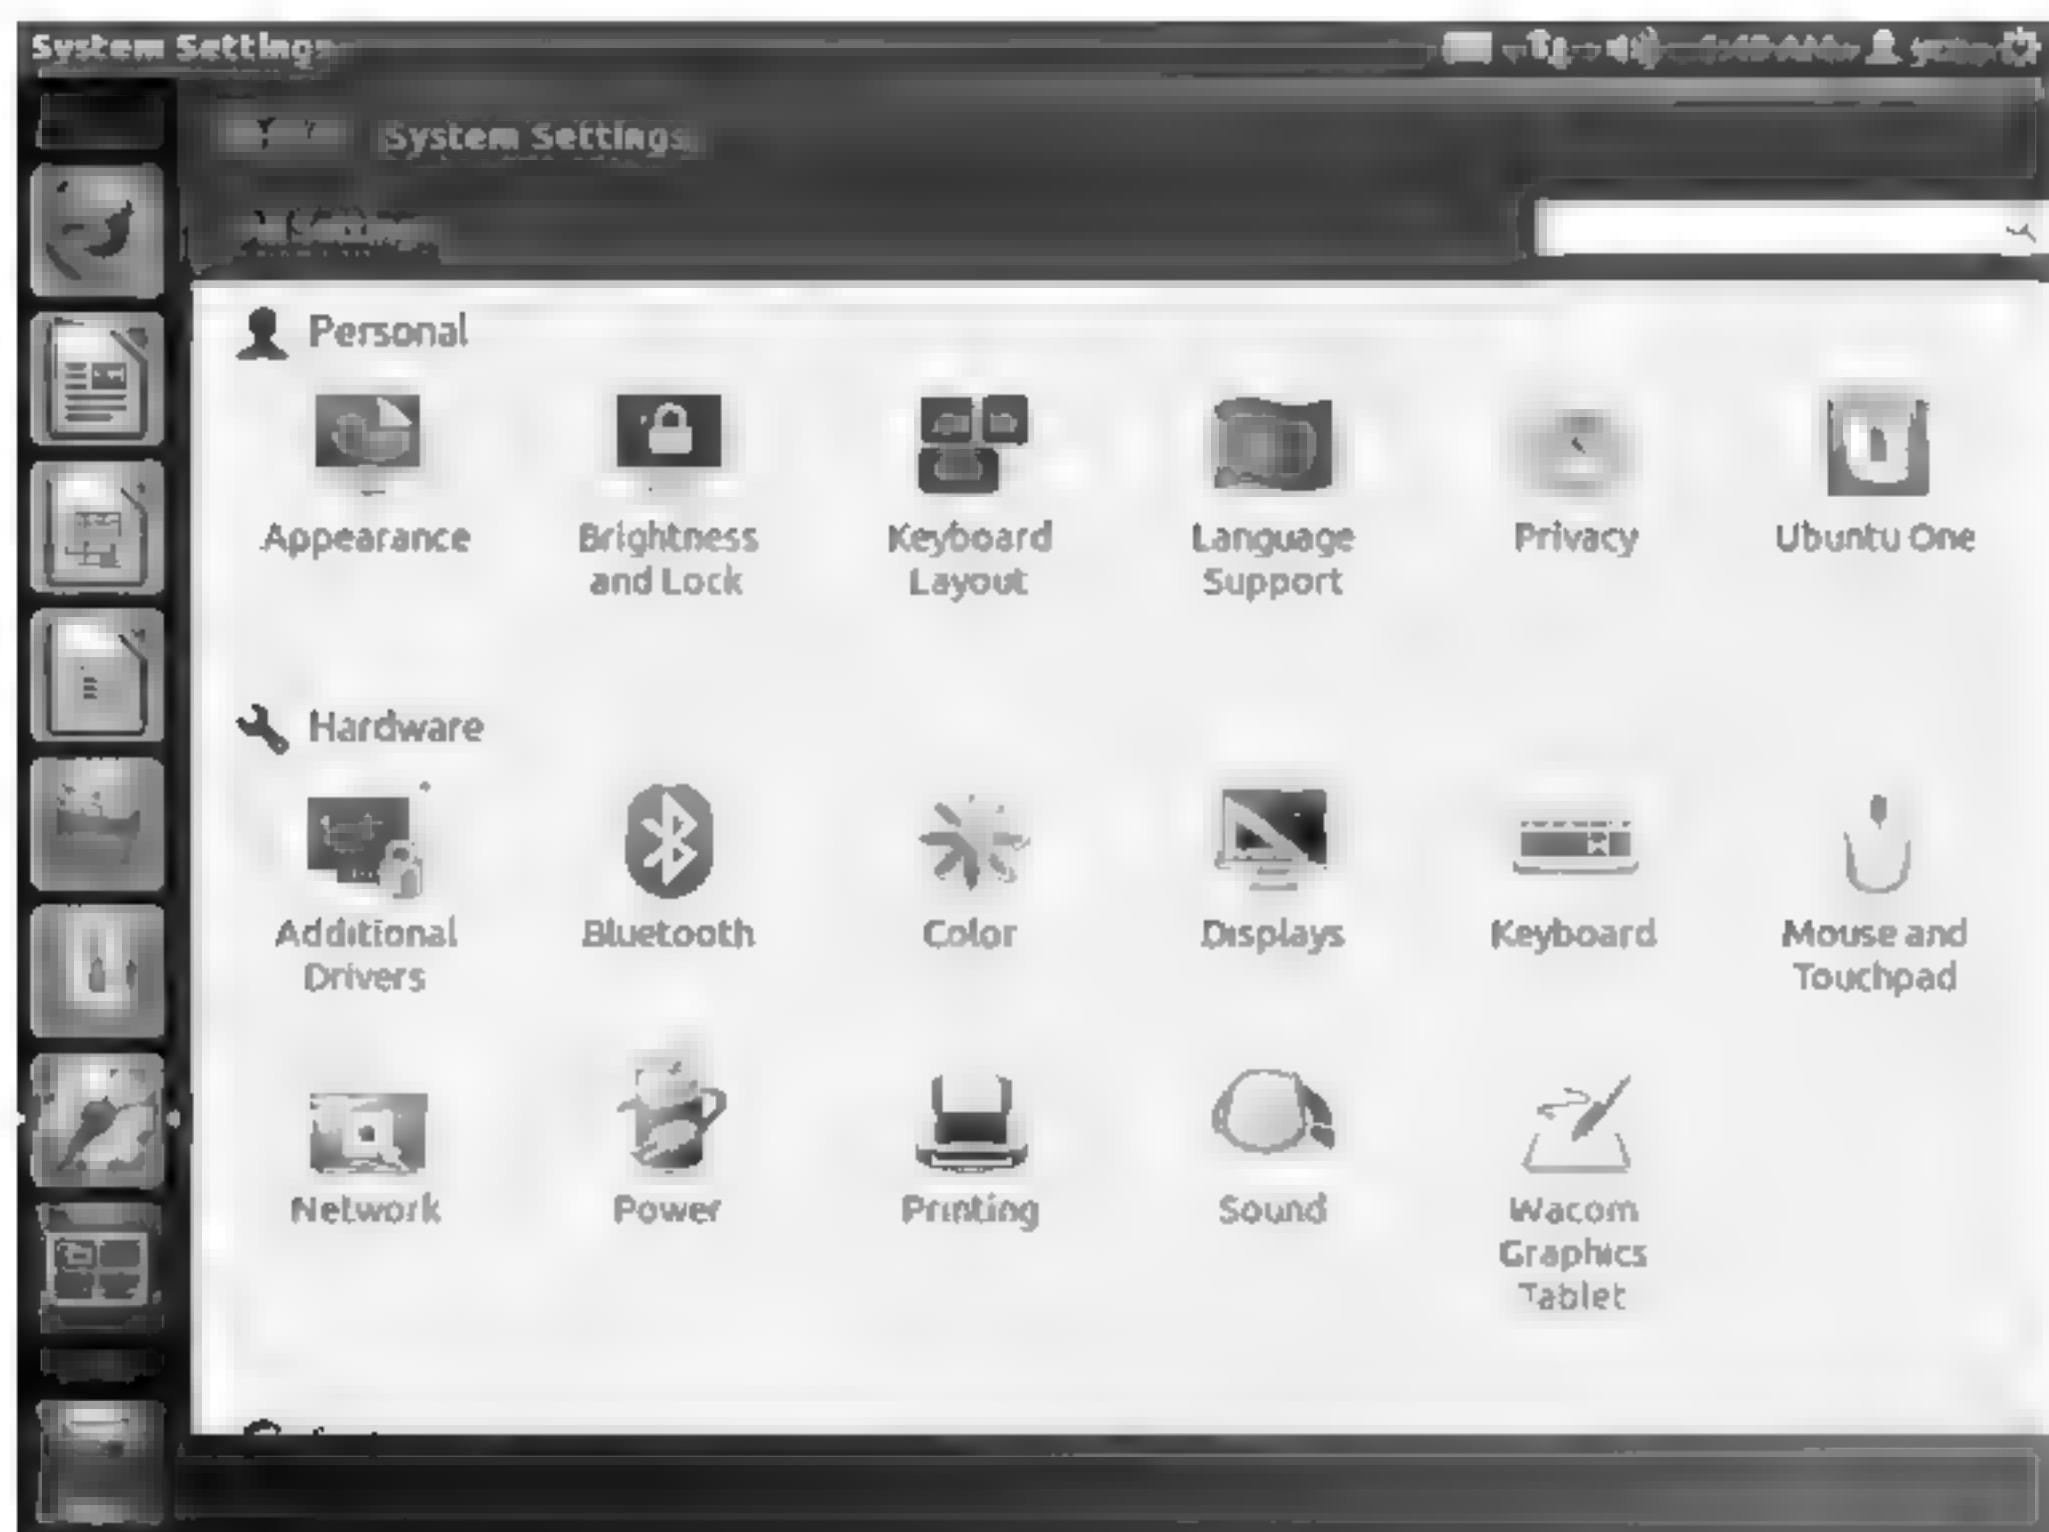 System Settings
System Settings
Personal
Appearance
Brightness
and Lock
Keyboard
Layout
Language
Support
Privacy
Ubuntu One
Hardware
Additional
Drivers
Bluetooth
Color
Displays
Keyboard
Mouse and
Touchpad
Network
Power
Printing
Sound
Wacom
Graphics
Tablet